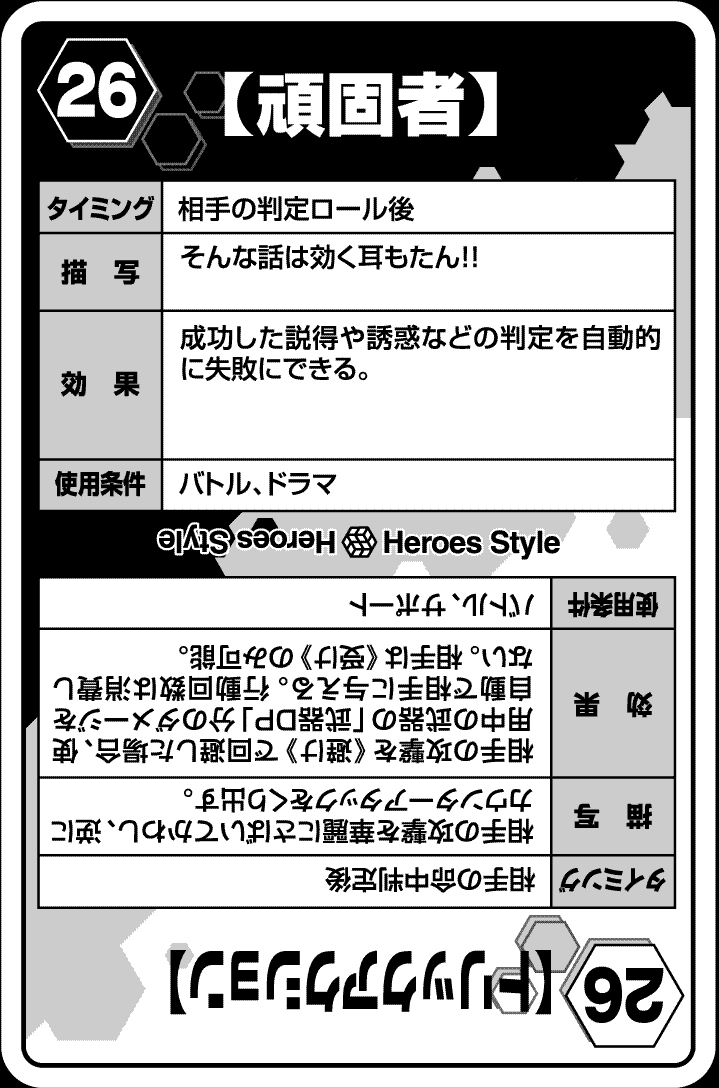 26
【頑固者】
タイミング 相手の判定ロール後
描 写 そんな話は効く耳もたん!!
効 果 成功した説得や誘惑などの判定を自動的
に失敗にできる。
使用条件 バトル、ドラマ
Heroes Style
Heroes Style
26
【トリックアクション】
タイミング 相手の命中判定後
描 写 相手の攻撃を華麗にさばいてかわし、逆に
カウンターアタックをくり出す。
効 果 相手の攻撃を《避け》で回避した場合、使
用中の武器の「武器DP」分のダメージを
自動で相手に与える。行動回数は消費し
ない。相手は《受け》のみ可能。
使用条件 バトル、サポート